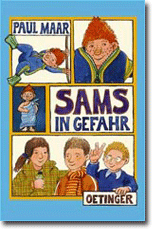 PAUL MAAR
SAMS
IN GEFAHR
OETINGER